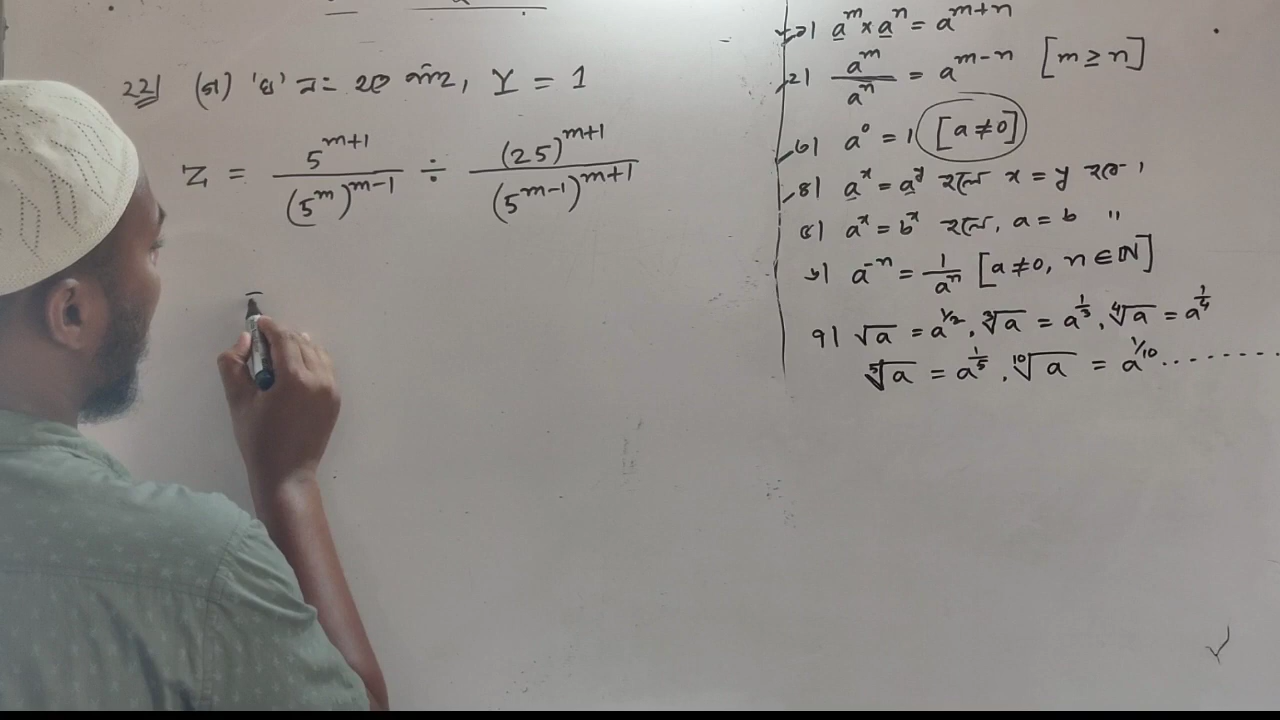 ২২| (গ) 'খ' নং হতে পাই, Y = 1
Z = 5^{m+1} / (5^m)^{m-1} ÷ (25)^{m+1} / (5^{m-1})^{m+1}
১| a^m × a^n = a^{m+n}
২| a^m / a^n = a^{m-n} [m ≥ n]
৩| a^0 = 1 [a ≠ 0]
৪| a^x = a^y হলে x = y হবে।
৫| a^x = b^x হলে, a = b "
৬| a^{-n} = 1/a^n [a ≠ 0, n ∈ ℕ]
৭| √a = a^{1/2}, ∛a = a^{1/3}, ∜a = a^{1/4}
⁵√a = a^{1/5}, ¹⁰√a = a^{1/10} ........